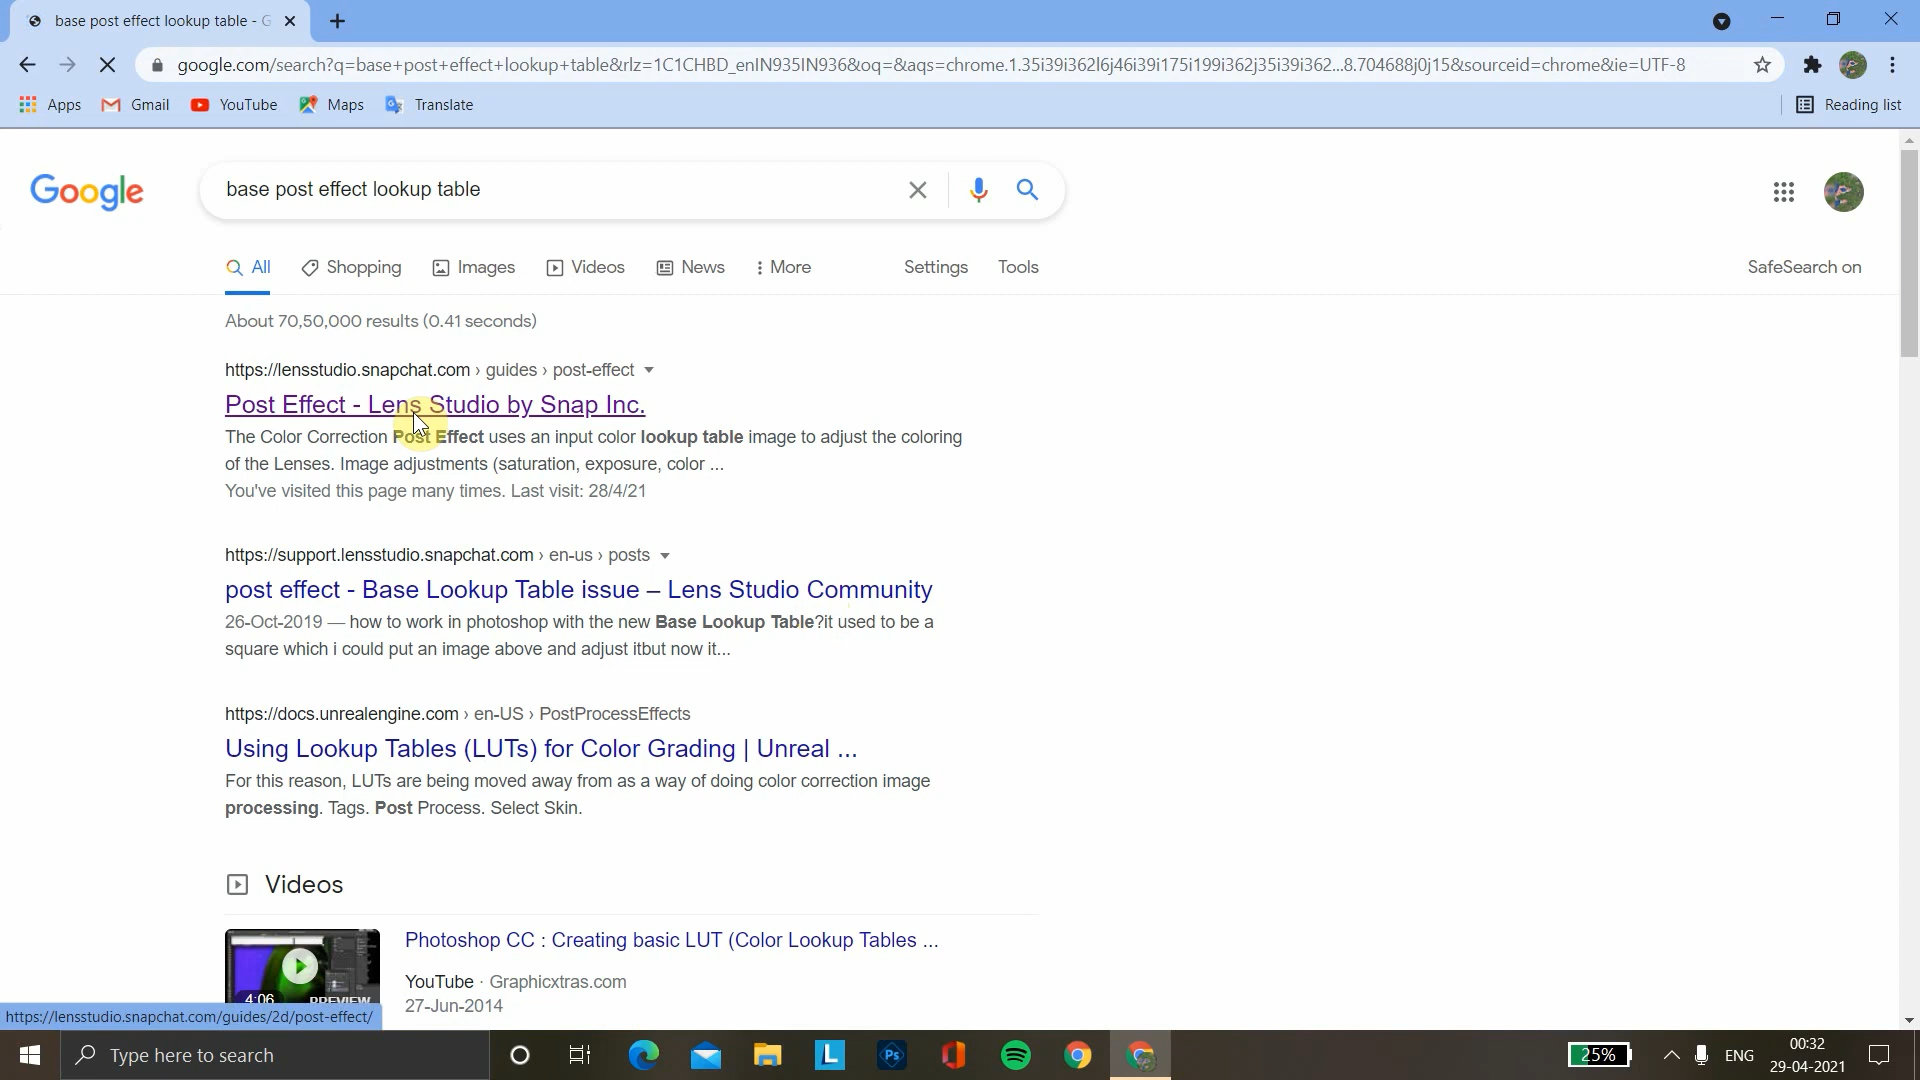 base post effect lookup table - G
google.com/search?q=base+post+effect+lookup+table&rlz=1C1CHBD_enIN935IN936&oq=&aqs=chrome.1.35i39i362l6j46i39i175i199i362j35i39i362...8.704688j0j15&sourceid=chrome&ie=UTF-8
Apps Gmail YouTube Maps Translate Reading list
Google base post effect lookup table
All Shopping Images Videos News More Settings Tools SafeSearch on
About 70,50,000 results (0.41 seconds)
https://lensstudio.snapchat.com › guides › post-effect
Post Effect - Lens Studio by Snap Inc.
The Color Correction Post Effect uses an input color lookup table image to adjust the coloring
of the Lenses. Image adjustments (saturation, exposure, color ...
You've visited this page many times. Last visit: 28/4/21
https://support.lensstudio.snapchat.com › en-us › posts
post effect - Base Lookup Table issue – Lens Studio Community
26-Oct-2019 — how to work in photoshop with the new Base Lookup Table?it used to be a
square which i could put an image above and adjust itbut now it...
https://docs.unrealengine.com › en-US › PostProcessEffects
Using Lookup Tables (LUTs) for Color Grading | Unreal ...
For this reason, LUTs are being moved away from as a way of doing color correction image
processing. Tags. Post Process. Select Skin.
Videos
Photoshop CC : Creating basic LUT (Color Lookup Tables ...
YouTube · Graphicxtras.com
4:06 PREVIEW
27-Jun-2014
https://lensstudio.snapchat.com/guides/2d/post-effect/
Type here to search
L
Ps
25%
ENG
00:32
29-04-2021